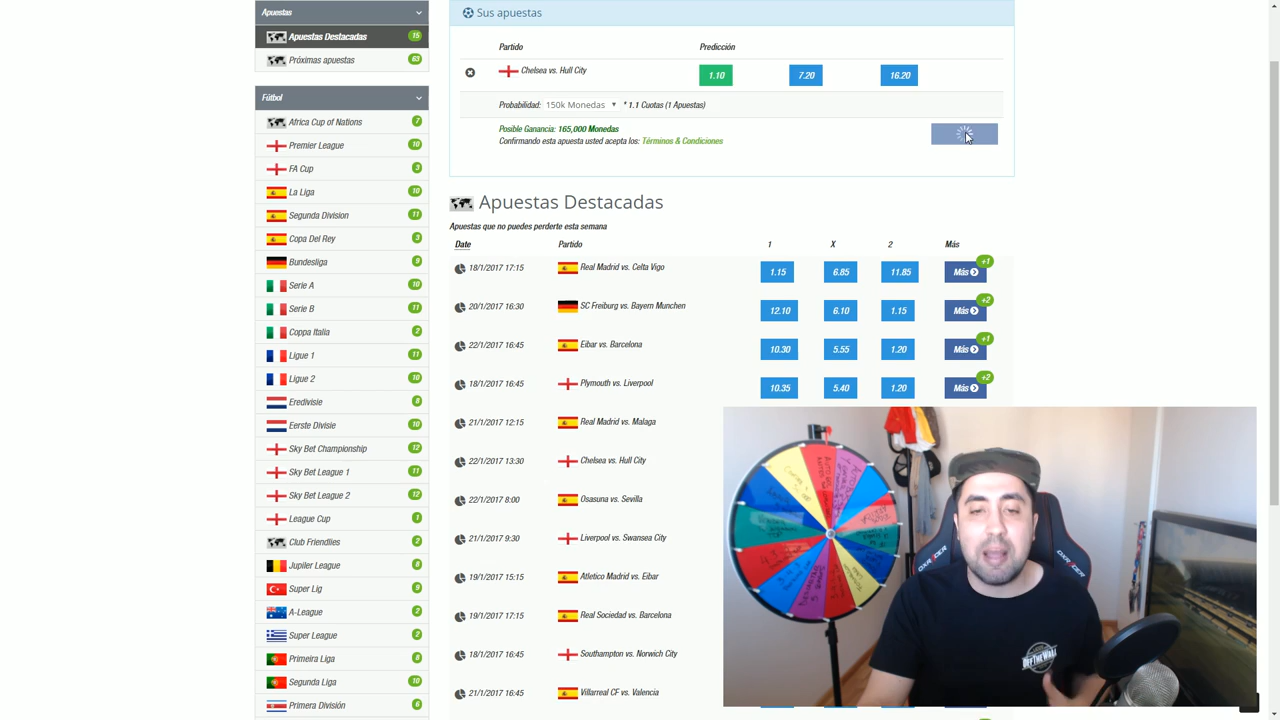 Apuestas
Apuestas Destacadas 15
Próximas apuestas 63
Fútbol
Africa Cup of Nations 7
Premier League 10
FA Cup 3
La Liga 10
Segunda Division 11
Copa Del Rey 3
Bundesliga 9
Serie A 10
Serie B 11
Coppa Italia 2
Ligue 1 11
Ligue 2 10
Eredivisie 8
Eerste Divisie 10
Sky Bet Championship 12
Sky Bet League 1 11
Sky Bet League 2 12
League Cup 1
Club Friendlies 2
Jupiler League 8
Super Lig 9
A-League 2
Super League 2
Primeira Liga 8
Segunda Liga 10
Primera División 6
Sus apuestas
Partido Predicción
Chelsea vs. Hull City 1.10 7.20 16.20
Probabilidad: 150k Monedas * 1.1 Cuotas (1 Apuestas)
Posible Ganancia: 165,000 Monedas
Confirmando esta apuesta usted acepta los: Términos & Condiciones
Apuestas Destacadas
Apuestas que no puedes perderte esta semana
Date Partido 1 X 2 Más
18/1/2017 17:15 Real Madrid vs. Celta Vigo 1.15 6.85 11.85 Más +1
20/1/2017 16:30 SC Freiburg vs. Bayern Munchen 12.10 6.10 1.15 Más +2
22/1/2017 16:45 Eibar vs. Barcelona 10.30 5.55 1.20 Más +1
18/1/2017 16:45 Plymouth vs. Liverpool 10.35 5.40 1.20 Más +2
21/1/2017 12:15 Real Madrid vs. Malaga
22/1/2017 13:30 Chelsea vs. Hull City
22/1/2017 8:00 Osasuna vs. Sevilla
21/1/2017 9:30 Liverpool vs. Swansea City
19/1/2017 15:15 Atletico Madrid vs. Eibar
19/1/2017 17:15 Real Sociedad vs. Barcelona
18/1/2017 16:45 Southampton vs. Norwich City
21/1/2017 16:45 Villarreal CF vs. Valencia